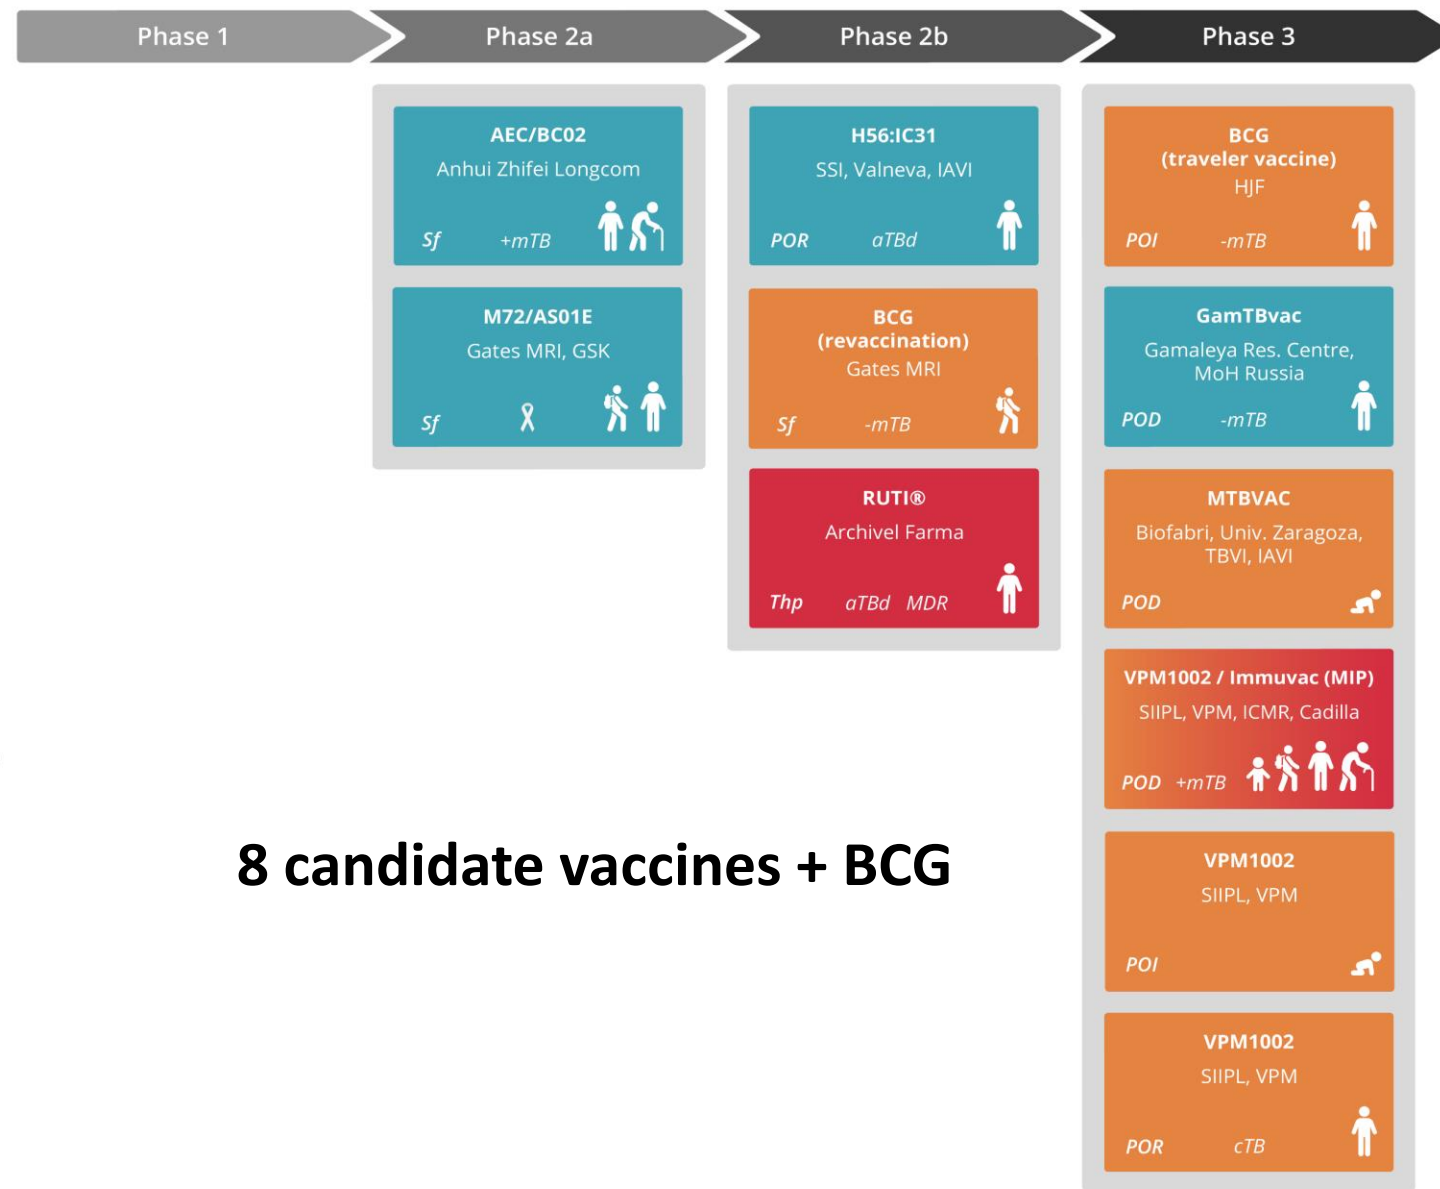 Phase 1
Phase 2a
Phase 2b
Phase 3
AEC/BC02
Anhui Zhifei Longcom
Sf +mTB
M72/AS01E
Gates MRI, GSK
Sf
H56:IC31
SSI, Valneva, IAVI
POR aTBd
BCG
(revaccination)
Gates MRI
Sf -mTB
RUTI®
Archivel Farma
Thp aTBd MDR
BCG
(traveler vaccine)
HJF
POI -mTB
GamTBvac
Gamaleya Res. Centre,
MoH Russia
POD -mTB
MTBVAC
Biofabri, Univ. Zaragoza,
TBVI, IAVI
POD
VPM1002 / Immuvac (MIP)
SIIPL, VPM, ICMR, Cadilla
POD +mTB
VPM1002
SIIPL, VPM
POI
VPM1002
SIIPL, VPM
POR cTB
8 candidate vaccines + BCG